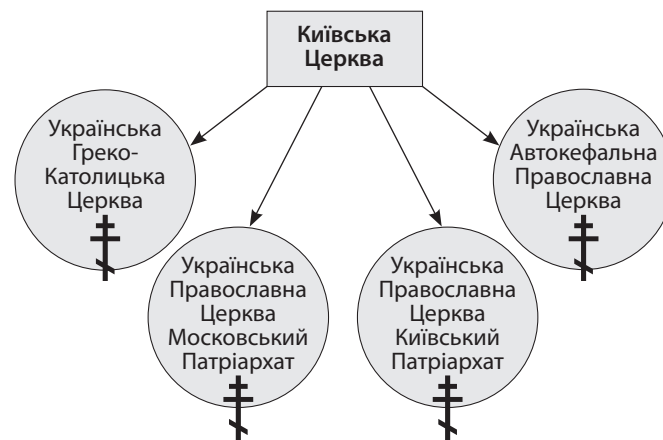 Київська
Церква
Українська
Греко-
Католицька
Церква
Українська
Православна
Церква
Московський
Патріархат
Українська
Православна
Церква
Київський
Патріархат
Українська
Автокефальна
Православна
Церква